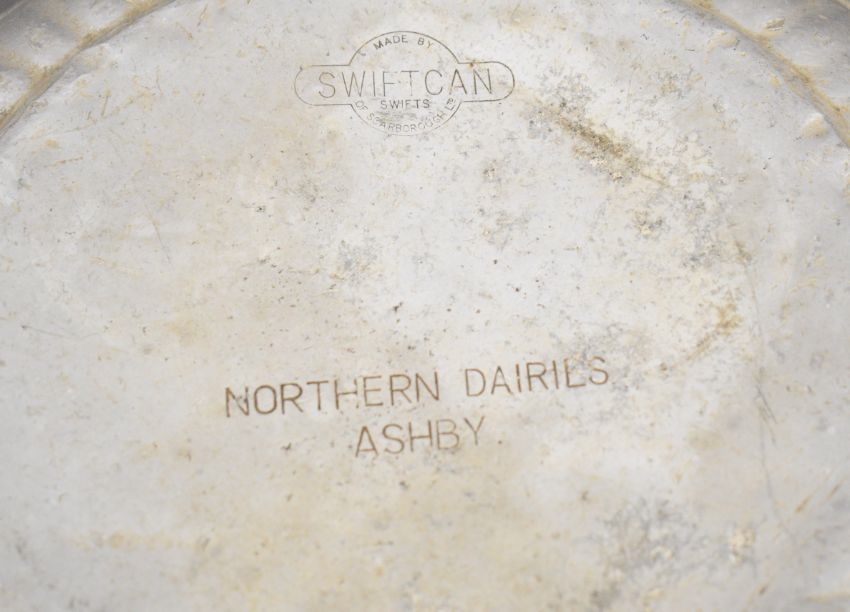 MADE BY
SWIFTCAN
SWIFTS
OF SCARBOROUGH LTD
NORTHERN DAIRIES
ASHBY